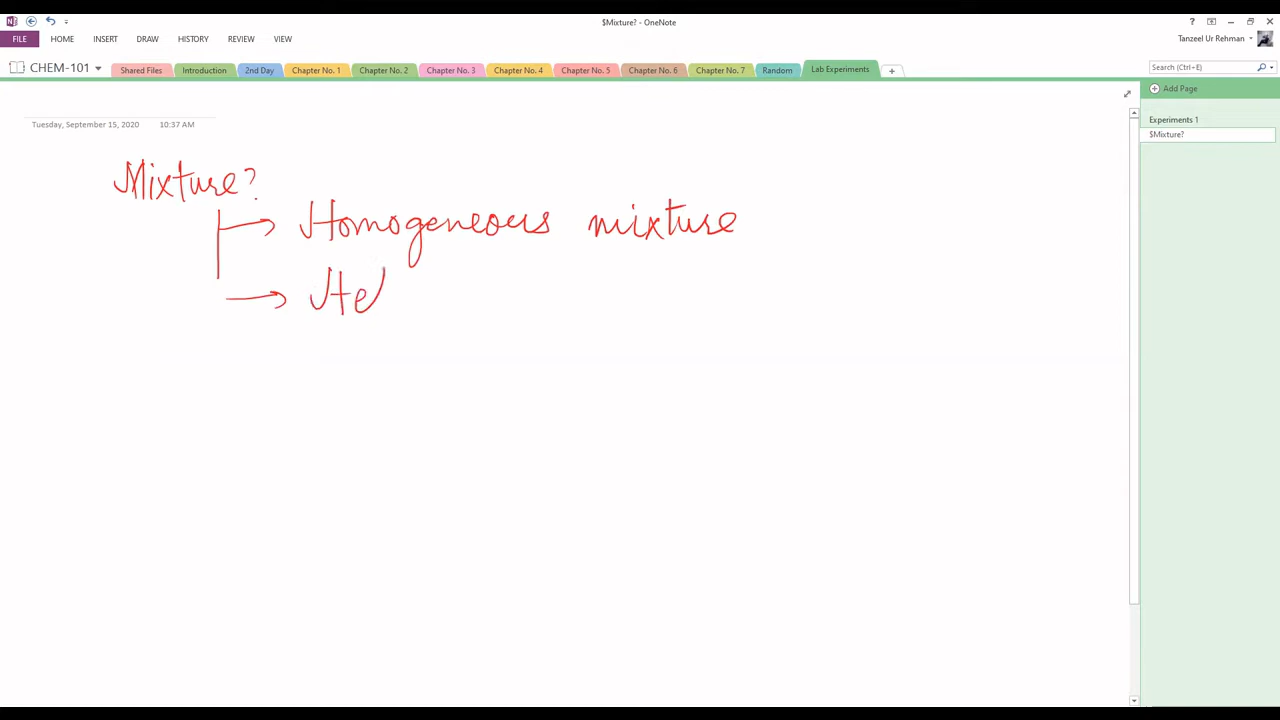 $Mixture? - OneNote
FILE HOME INSERT DRAW HISTORY REVIEW VIEW
Tanzeel Ur Rehman
CHEM-101
Shared Files Introduction 2nd Day Chapter No. 1 Chapter No. 2 Chapter No. 3 Chapter No. 4 Chapter No. 5 Chapter No. 6 Chapter No. 7 Random Lab Experiments
Search (Ctrl+E)
Add Page
Experiments 1
$Mixture?
Tuesday, September 15, 2020 10:37 AM
Mixture?
Homogeneous mixture
He